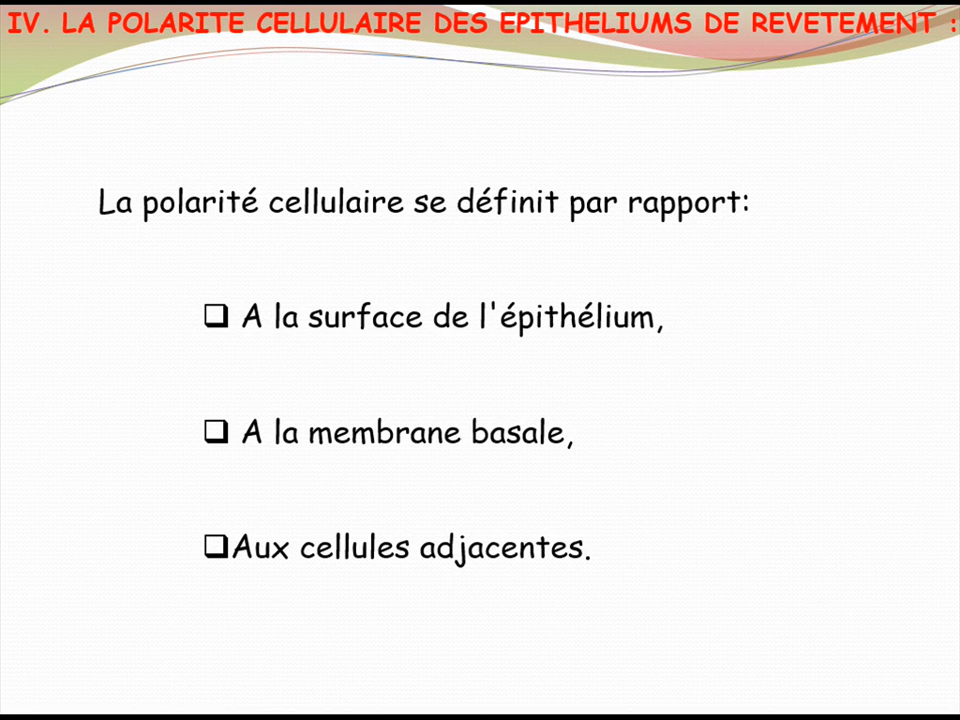 IV. LA POLARITE CELLULAIRE DES EPITHELIUMS DE REVETEMENT :
La polarité cellulaire se définit par rapport:
❑ A la surface de l'épithélium,
❑ A la membrane basale,
❑Aux cellules adjacentes.